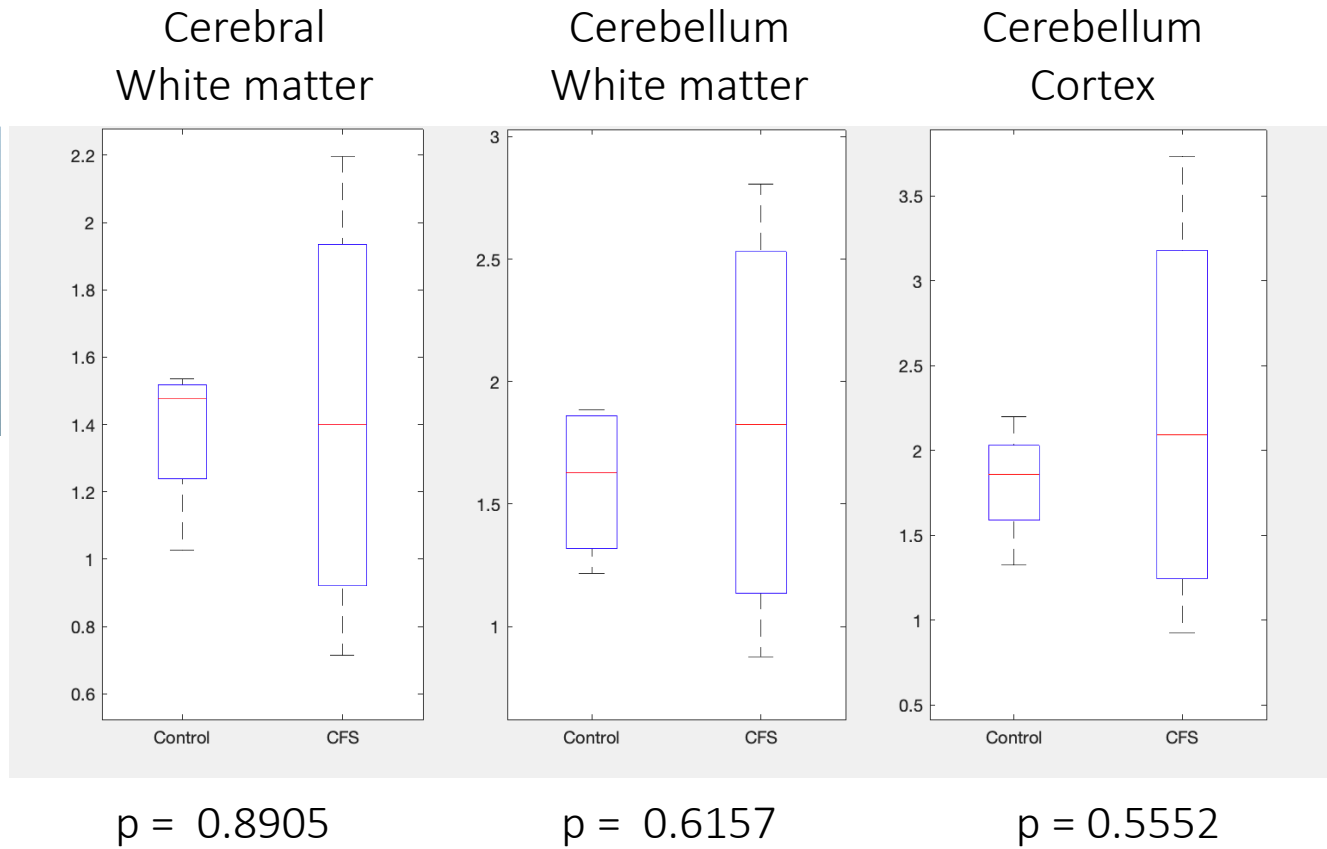 Cerebral
White matter
Cerebellum
White matter
Cerebellum
Cortex
2.2
2
1.8
1.6
1.4
1.2
1
0.8
0.6
Control
CFS
3
2.5
2
1.5
1
Control
CFS
3.5
3
2.5
2
1.5
1
0.5
Control
CFS
p =  0.8905
p =  0.6157
p = 0.5552